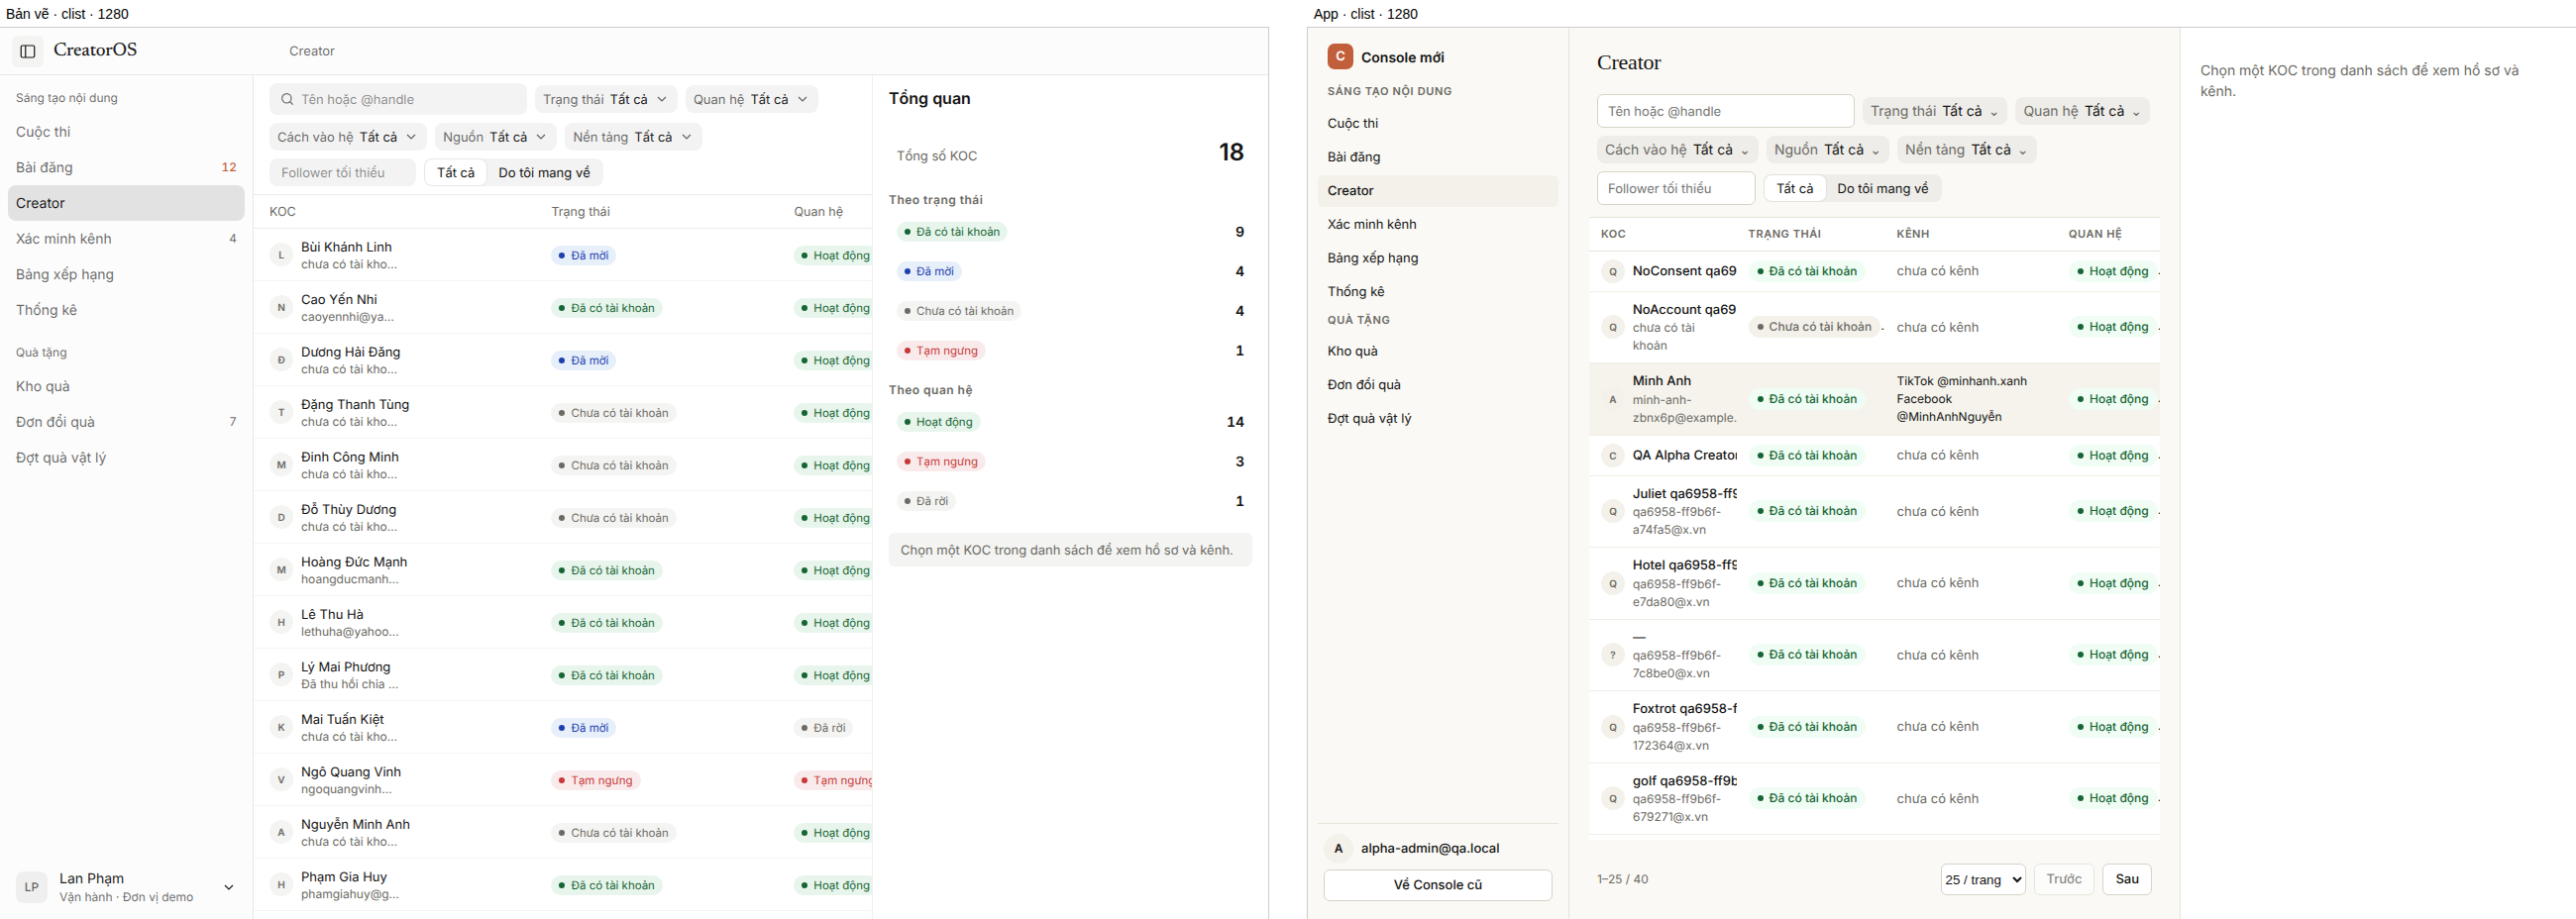 Bản vẽ · clist · 1280
CreatorOS
Creator
Sáng tạo nội dung
Cuộc thi
Bài đăng 12
Creator
Xác minh kênh 4
Bảng xếp hạng
Thống kê
Quà tặng
Kho quà
Đơn đổi quà 7
Đợt quà vật lý
LP
Lan Phạm
Vận hành · Đơn vị demo
Tên hoặc @handle Trạng thái Tất cả Quan hệ Tất cả
Cách vào hệ Tất cả Nguồn Tất cả Nền tảng Tất cả
Follower tối thiểu Tất cả Do tôi mang về
KOC Trạng thái Quan hệ
L Bùi Khánh Linh Đã mời Hoạt động
chưa có tài kho...
N Cao Yến Nhi Đã có tài khoản Hoạt động
caoyennhi@ya...
Đ Dương Hải Đăng Đã mời Hoạt động
chưa có tài kho...
T Đặng Thanh Tùng Chưa có tài khoản Hoạt động
chưa có tài kho...
M Đinh Công Minh Chưa có tài khoản Hoạt động
chưa có tài kho...
D Đỗ Thùy Dương Chưa có tài khoản Hoạt động
chưa có tài kho...
M Hoàng Đức Mạnh Đã có tài khoản Hoạt động
hoangducmanh...
H Lê Thu Hà Đã có tài khoản Hoạt động
lethuha@yahoo...
P Lý Mai Phương Đã có tài khoản Hoạt động
Đã thu hồi chia ...
K Mai Tuấn Kiệt Đã mời Đã rời
chưa có tài kho...
V Ngô Quang Vinh Tạm ngưng Tạm ngưng
ngoquangvinh...
A Nguyễn Minh Anh Chưa có tài khoản Hoạt động
chưa có tài kho...
H Phạm Gia Huy Đã có tài khoản Hoạt động
phamgiahuy@g...
Tổng quan
Tổng số KOC 18
Theo trạng thái
Đã có tài khoản 9
Đã mời 4
Chưa có tài khoản 4
Tạm ngưng 1
Theo quan hệ
Hoạt động 14
Tạm ngưng 3
Đã rời 1
Chọn một KOC trong danh sách để xem hồ sơ và kênh.
App · clist · 1280
C Console mới
SÁNG TẠO NỘI DUNG
Cuộc thi
Bài đăng
Creator
Xác minh kênh
Bảng xếp hạng
Thống kê
QUÀ TẶNG
Kho quà
Đơn đổi quà
Đợt quà vật lý
A alpha-admin@qa.local
Về Console cũ
Creator
Tên hoặc @handle Trạng thái Tất cả Quan hệ Tất cả
Cách vào hệ Tất cả Nguồn Tất cả Nền tảng Tất cả
Follower tối thiểu Tất cả Do tôi mang về
KOC TRẠNG THÁI KÊNH QUAN HỆ
Q NoConsent qa69 Đã có tài khoản chưa có kênh Hoạt động
Q NoAccount qa69 Chưa có tài khoản chưa có kênh Hoạt động
chưa có tài
khoản
A Minh Anh Đã có tài khoản TikTok @minhanh.xanh Hoạt động
minh-anh- Facebook
zbnx6p@example. @MinhAnhNguyễn
C QA Alpha Creator Đã có tài khoản chưa có kênh Hoạt động
Q Juliet qa6958-ff9 Đã có tài khoản chưa có kênh Hoạt động
qa6958-ff9b6f-
a74fa5@x.vn
Q Hotel qa6958-ff9 Đã có tài khoản chưa có kênh Hoạt động
qa6958-ff9b6f-
e7da80@x.vn
? — Đã có tài khoản chưa có kênh Hoạt động
qa6958-ff9b6f-
7c8be0@x.vn
Q Foxtrot qa6958-f Đã có tài khoản chưa có kênh Hoạt động
qa6958-ff9b6f-
172364@x.vn
Q golf qa6958-ff9b Đã có tài khoản chưa có kênh Hoạt động
qa6958-ff9b6f-
679271@x.vn
1–25 / 40 25 / trang Trước Sau
Chọn một KOC trong danh sách để xem hồ sơ và
kênh.